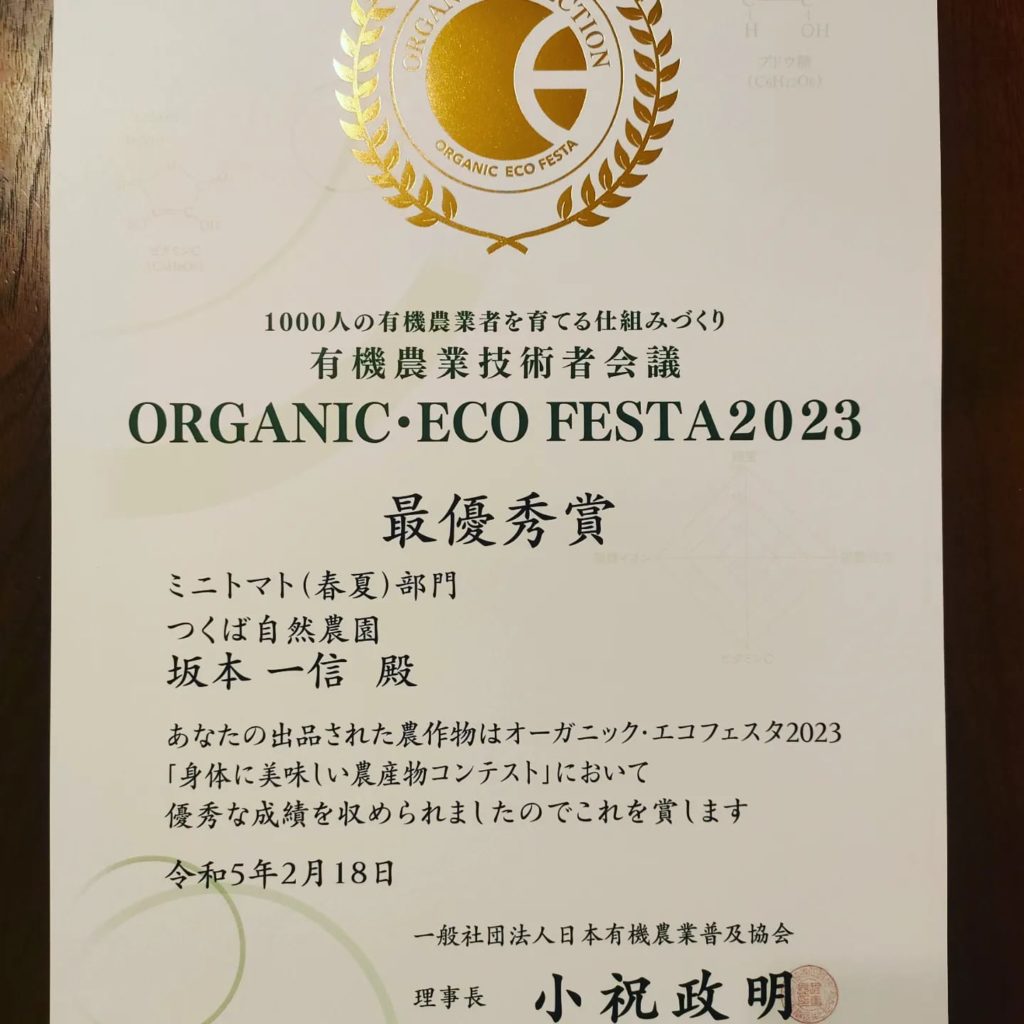 ORGANIC ECO FESTA
H OH
ブドウ糖
(C6H12O6)
1000人の有機農業者を育てる仕組みづくり
有機農業技術者会議
ORGANIC・ECO FESTA2023
最優秀賞
ミニトマト(春夏)部門
つくば自然農園
坂本 一信 殿
あなたの出品された農作物はオーガニック・エコフェスタ2023
「身体に美味しい農産物コンテスト」において
優秀な成績を収められましたのでこれを賞します
令和5年2月18日
一般社団法人日本有機農業普及協会
理事長 小祝政明